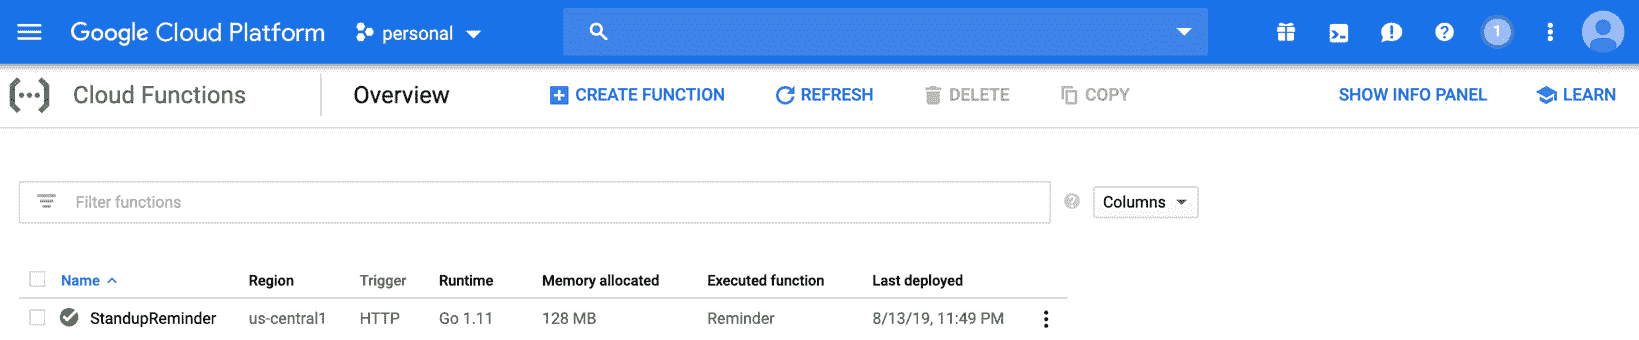 Google Cloud Platform personal 1
Cloud Functions Overview CREATE FUNCTION REFRESH DELETE COPY SHOW INFO PANEL LEARN
Filter functions Columns
Name Region Trigger Runtime Memory allocated Executed function Last deployed
StandupReminder us-central1 HTTP Go 1.11 128 MB Reminder 8/13/19, 11:49 PM